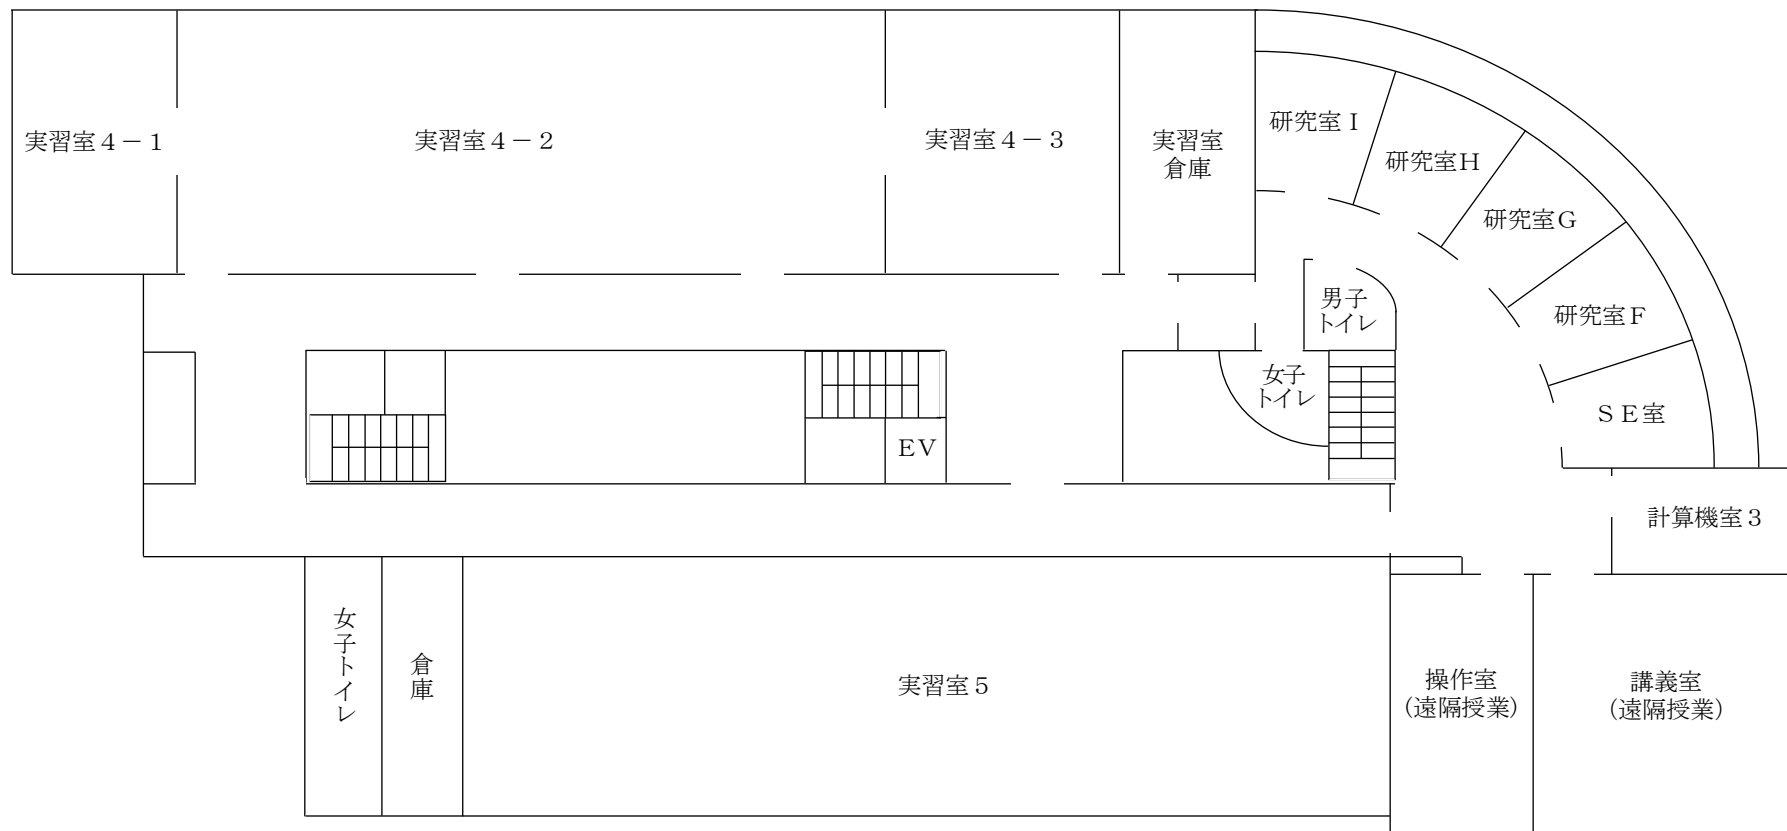 実習室４－１
実習室４－２
実習室４－３
実習室
倉庫
研究室Ｉ
研究室Ｈ
研究室Ｇ
研究室Ｆ
ＳＥ室
男子
トイレ
女子
トイレ
ＥＶ
計算機室３
女子トイレ
倉庫
実習室５
操作室
（遠隔授業）
講義室
（遠隔授業）